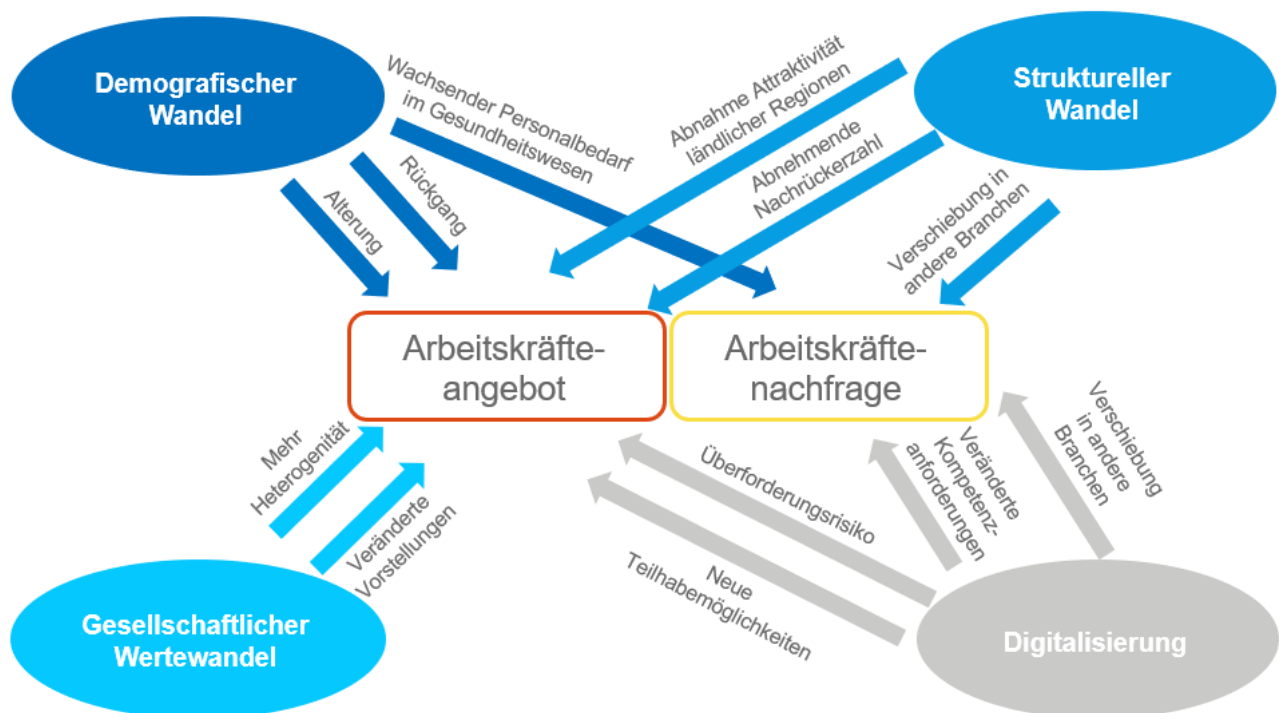 Demografischer
Wandel
Wachsender Personalbedarf
im Gesundheitswesen
Rückgang
Alterung
Abnahme Attraktivität
ländlicher Regionen
Abnehmende
Nachrückerzahl
Struktureller
Wandel
Verschiebung in
andere Branchen
Arbeitskräfte-
angebot
Arbeitskräfte-
nachfrage
Mehr
Heterogenität
Veränderte
Vorstellungen
Gesellschaftlicher
Wertewandel
Überforderungsrisiko
Neue
Teilhabemöglichkeiten
Veränderte
Kompetenz-
anforderungen
Verschiebung
in andere
Branchen
Digitalisierung